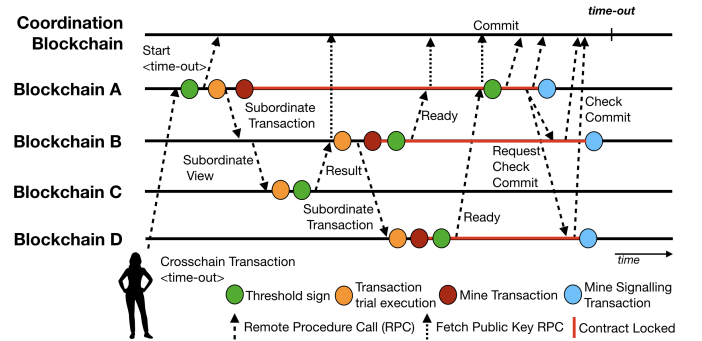 Coordination
Blockchain
time-out
Commit
Start
<time-out>
Blockchain A
Subordinate
Transaction
Check
Commit
Ready
Blockchain B
Subordinate
View
Result
Request
Check
Commit
Blockchain C
Subordinate
Transaction
Ready
Blockchain D
time
Crosschain Transaction
<time-out>
Threshold sign
Transaction
trial execution
Mine Transaction
Mine Signalling
Transaction
Remote Procedure Call (RPC)
Fetch Public Key RPC
Contract Locked